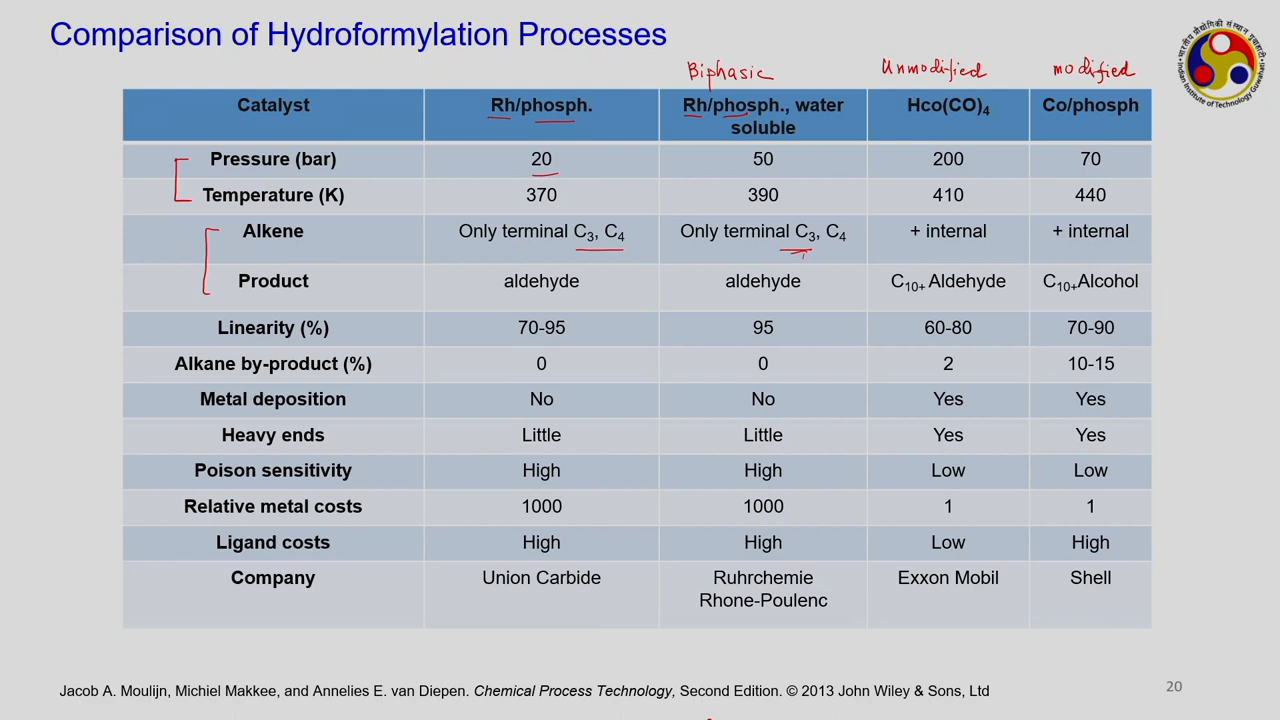 Comparison of Hydroformylation Processes
Biphasic Unmodified modified
Catalyst Rh/phosph. Rh/phosph., water soluble Hco(CO)₄ Co/phosph
Pressure (bar) 20 50 200 70
Temperature (K) 370 390 410 440
Alkene Only terminal C₃, C₄ Only terminal C₃, C₄ + internal + internal
Product aldehyde aldehyde C₁₀₊ Aldehyde C₁₀₊Alcohol
Linearity (%) 70-95 95 60-80 70-90
Alkane by-product (%) 0 0 2 10-15
Metal deposition No No Yes Yes
Heavy ends Little Little Yes Yes
Poison sensitivity High High Low Low
Relative metal costs 1000 1000 1 1
Ligand costs High High Low High
Company Union Carbide Ruhrchemie Rhone-Poulenc Exxon Mobil Shell
Jacob A. Moulijn, Michiel Makkee, and Annelies E. van Diepen. Chemical Process Technology, Second Edition. © 2013 John Wiley & Sons, Ltd
20
भारतीय प्रौद्योगिकी संस्थान गुवाहाटी
Indian Institute of Technology Guwahati